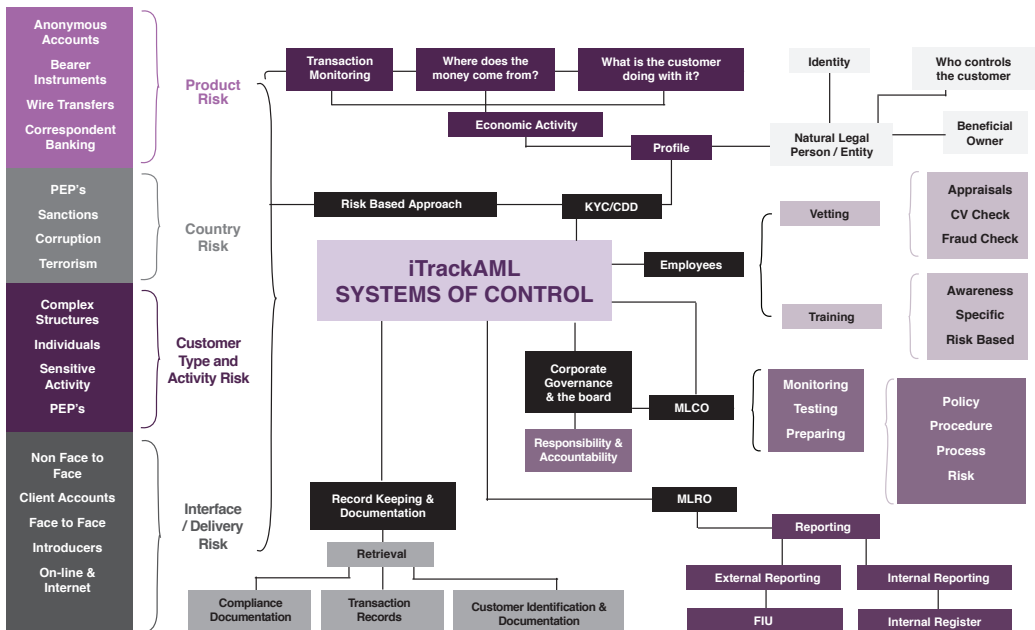 Anonymous
Accounts
Bearer
Instruments
Wire Transfers
Correspondent
Banking
PEP's
Sanctions
Corruption
Terrorism
Complex
Structures
Individuals
Sensitive
Activity
PEP's
Non Face to
Face
Client Accounts
Face to Face
Introducers
On-line &
Internet
Product
Risk
Country
Risk
Customer
Type and
Activity Risk
Interface
/ Delivery
Risk
Transaction
Monitoring
Where does the
money come from?
What is the customer
doing with it?
Economic Activity
Profile
Identity
Who controls
the customer
Natural Legal
Person / Entity
Beneficial
Owner
Risk Based Approach
KYC/CDD
iTrackAML
SYSTEMS OF CONTROL
Employees
Vetting
Appraisals
CV Check
Fraud Check
Training
Awareness
Specific
Risk Based
Corporate
Governance
& the board
Responsibility &
Accountability
MLCO
Monitoring
Testing
Preparing
Policy
Procedure
Process
Risk
Record Keeping &
Documentation
Retrieval
Compliance
Documentation
Transaction
Records
Customer Identification &
Documentation
MLRO
Reporting
External Reporting
FIU
Internal Reporting
Internal Register